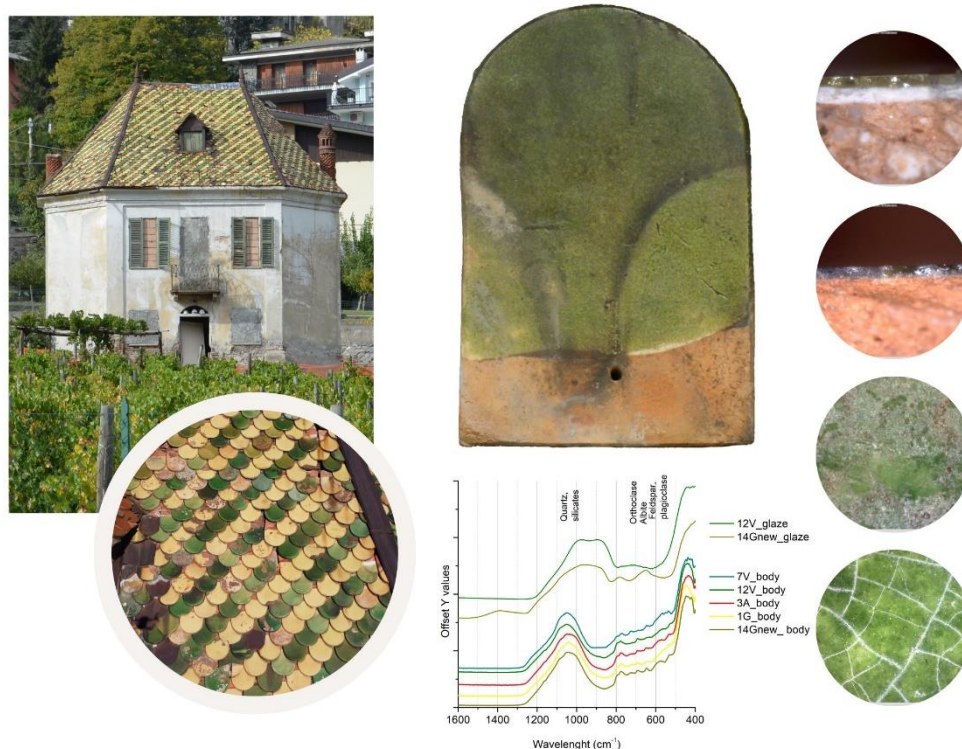 Quartz,
silicates
Orthoclase
Albite
Feldspar,
plagioclase
12V_glaze
14Gnew_glaze
7V_body
12V_body
3A_body
1G_body
14Gnew_ body
Offset Y values
1600 1400 1200 1000 800 600 400
Wavelenght (cm⁻¹)